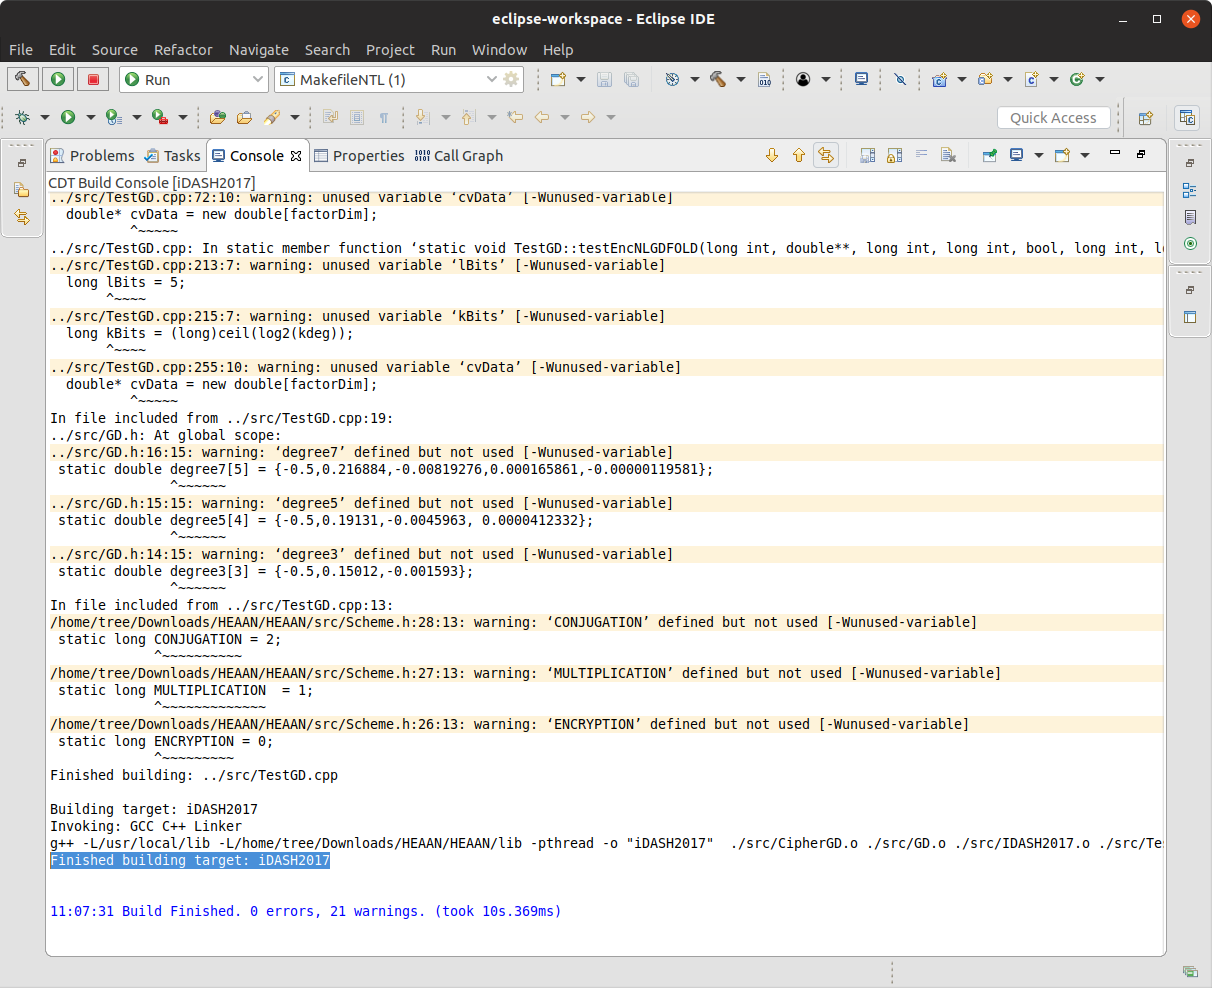 eclipse-workspace - Eclipse IDE
File Edit Source Refactor Navigate Search Project Run Window Help
Run MakefileNTL (1)
Quick Access
Problems Tasks Console Properties Call Graph
CDT Build Console [iDASH2017]
../src/TestGD.cpp:72:10: warning: unused variable ‘cvData’ [-Wunused-variable]
  double* cvData = new double[factorDim];
          ^~~~~~
../src/TestGD.cpp: In static member function ‘static void TestGD::testEncNLGDFOLD(long int, double**, long int, long int, bool, long int, l
../src/TestGD.cpp:213:7: warning: unused variable ‘lBits’ [-Wunused-variable]
  long lBits = 5;
       ^~~~~
../src/TestGD.cpp:215:7: warning: unused variable ‘kBits’ [-Wunused-variable]
  long kBits = (long)ceil(log2(kdeg));
       ^~~~~
../src/TestGD.cpp:255:10: warning: unused variable ‘cvData’ [-Wunused-variable]
  double* cvData = new double[factorDim];
          ^~~~~~
In file included from ../src/TestGD.cpp:19:
../src/GD.h: At global scope:
../src/GD.h:16:15: warning: ‘degree7’ defined but not used [-Wunused-variable]
 static double degree7[5] = {-0.5,0.216884,-0.00819276,0.000165861,-0.00000119581};
               ^~~~~~~
../src/GD.h:15:15: warning: ‘degree5’ defined but not used [-Wunused-variable]
 static double degree5[4] = {-0.5,0.19131,-0.0045963, 0.0000412332};
               ^~~~~~~
../src/GD.h:14:15: warning: ‘degree3’ defined but not used [-Wunused-variable]
 static double degree3[3] = {-0.5,0.15012,-0.001593};
               ^~~~~~~
In file included from ../src/TestGD.cpp:13:
/home/tree/Downloads/HEAAN/HEAAN/src/Scheme.h:28:13: warning: ‘CONJUGATION’ defined but not used [-Wunused-variable]
 static long CONJUGATION = 2;
             ^~~~~~~~~~~
/home/tree/Downloads/HEAAN/HEAAN/src/Scheme.h:27:13: warning: ‘MULTIPLICATION’ defined but not used [-Wunused-variable]
 static long MULTIPLICATION  = 1;
             ^~~~~~~~~~~~~~
/home/tree/Downloads/HEAAN/HEAAN/src/Scheme.h:26:13: warning: ‘ENCRYPTION’ defined but not used [-Wunused-variable]
 static long ENCRYPTION = 0;
             ^~~~~~~~~~
Finished building: ../src/TestGD.cpp
Building target: iDASH2017
Invoking: GCC C++ Linker
g++ -L/usr/local/lib -L/home/tree/Downloads/HEAAN/HEAAN/lib -pthread -o "iDASH2017"  ./src/CipherGD.o ./src/GD.o ./src/IDASH2017.o ./src/Te
Finished building target: iDASH2017
11:07:31 Build Finished. 0 errors, 21 warnings. (took 10s.369ms)